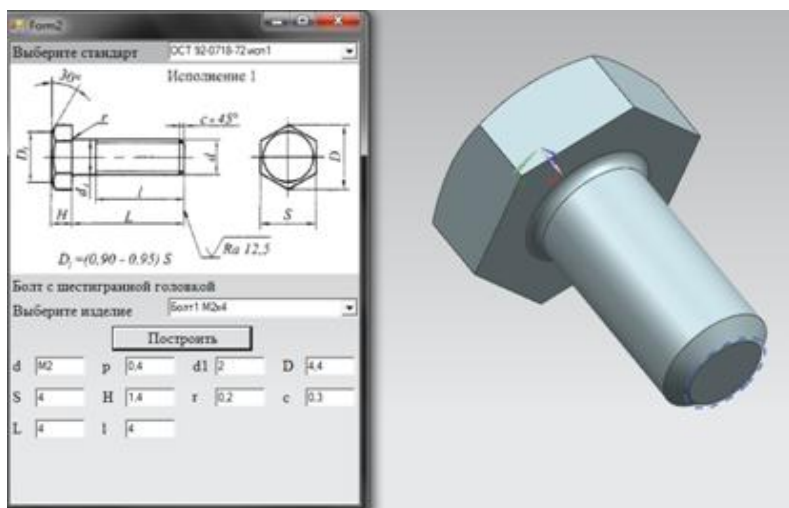 Form2
Выберите стандарт ОСТ 92-0718-72 исп1
30° Исполнение 1
r c×45°
D₁ d₁ d D
l
H L S
D₁ =(0,90 - 0,95) S Ra 12,5
Болт с шестигранной головкой
Выберите изделие Болт1 М2х4
Построить
d М2 p 0,4 d1 2 D 4,4
S 4 H 1,4 r 0,2 c 0,3
L 4 l 4